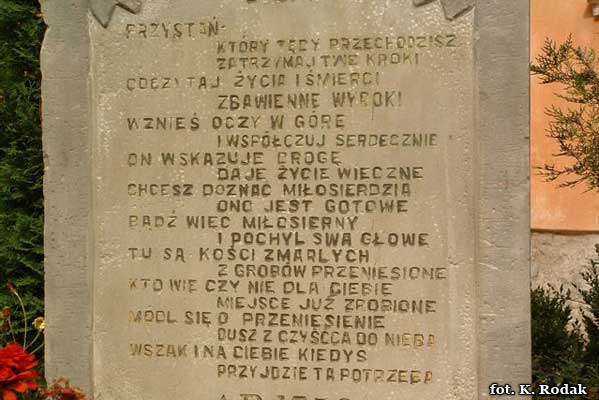 PRZYSTAŃ
KTÓRY TĘDY PRZECHODZISZ
ZATRZYMAJ TWE KROKI
ODCZYTAJ ŻYCIA I ŚMIERCI
ZBAWIENNE WYROKI
WZNIEŚ OCZY W GÓRĘ
I WSPÓŁCZUJ SERDECZNIE
ON WSKAZUJE DROGĘ
DAJE ŻYCIE WIECZNE
CHCESZ DOZNAĆ MIŁOSIERDZIA
ONO JEST GOTOWE
BĄDŹ WIEC MIŁOSIERNY
I POCHYL SWĄ GŁOWĘ
TU SĄ KOŚCI ZMARŁYCH
Z GROBÓW PRZENIESIONE
KTO WIE CZY NIE DLA CIEBIE
MIEJSCE JUŻ ZROBIONE
MÓDL SIĘ O PRZENIESIENIE
DUSZ Z CZYŚĆCA DO NIEBA
WSZAK I NA CIEBIE KIEDYŚ
PRZYJDZIE TA POTRZEBA
fot. K. Rodak